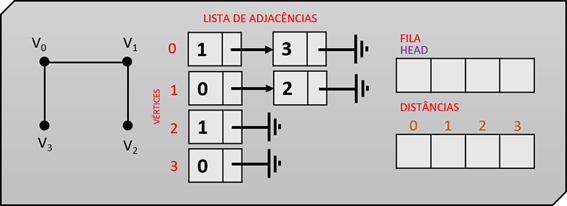 V0 V1
V3 V2
LISTA DE ADJACÊNCIAS
VÉRTICES
0 1 3
1 0 2
2 1
3 0
FILA
HEAD
DISTÂNCIAS
0 1 2 3